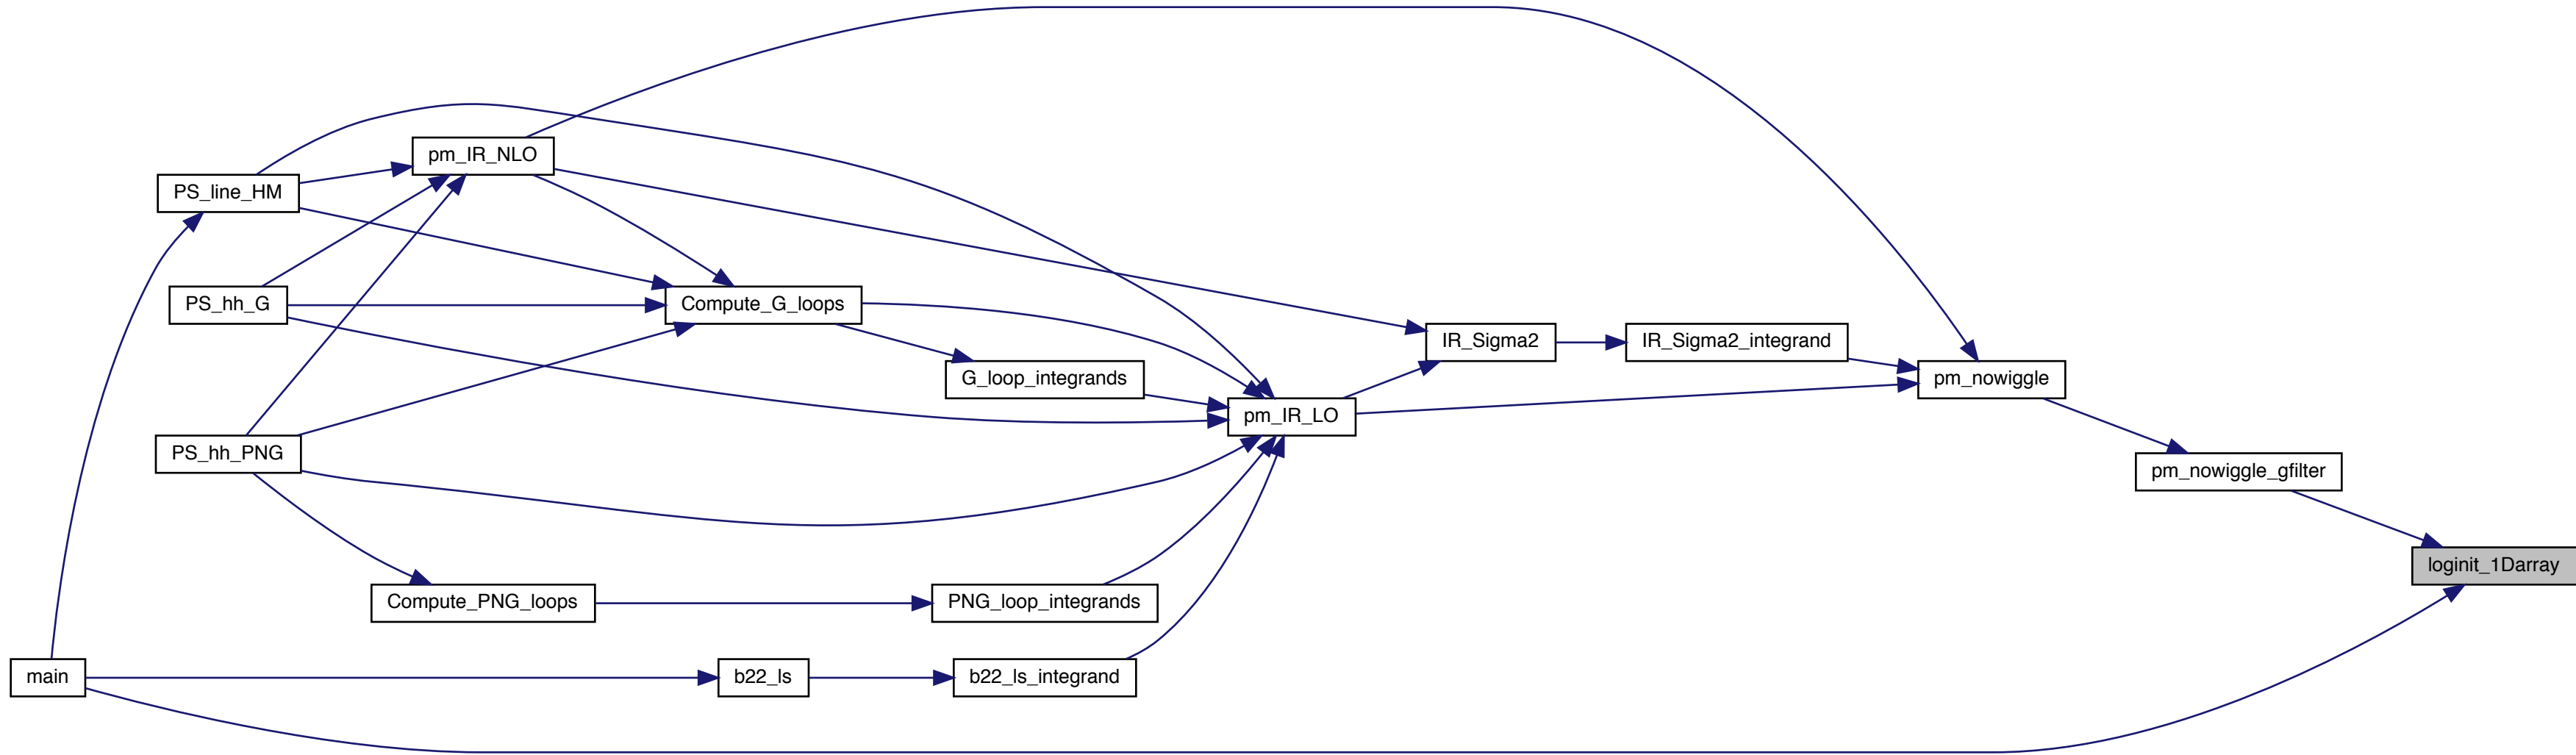 pm_IR_NLO
PS_line_HM
PS_hh_G
Compute_G_loops
IR_Sigma2
IR_Sigma2_integrand
G_loop_integrands
pm_nowiggle
pm_IR_LO
PS_hh_PNG
pm_nowiggle_gfilter
loginit_1Darray
Compute_PNG_loops
PNG_loop_integrands
main
b22_ls
b22_ls_integrand